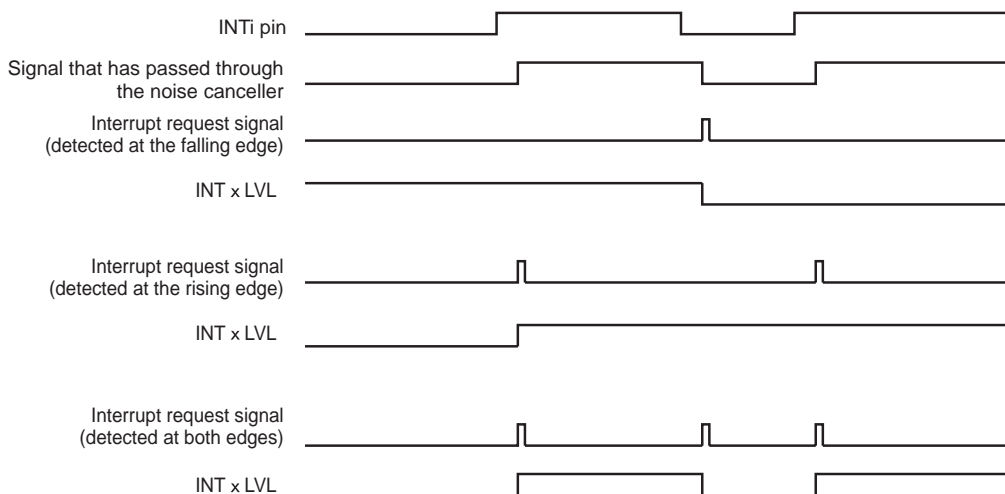 INTi pin
Signal that has passed through
the noise canceller
Interrupt request signal
(detected at the falling edge)
INT x LVL
Interrupt request signal
(detected at the rising edge)
INT x LVL
Interrupt request signal
(detected at both edges)
INT x LVL